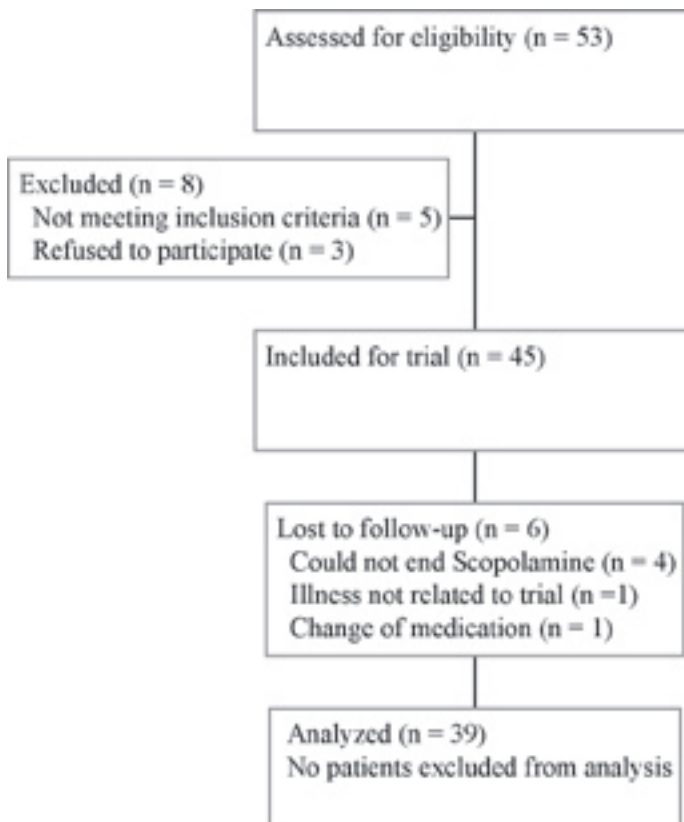 Assessed for eligibility (n = 53)
Excluded (n = 8)
Not meeting inclusion criteria (n = 5)
Refused to participate (n = 3)
Included for trial (n = 45)
Lost to follow-up (n = 6)
Could not end Scopolamine (n = 4)
Illness not related to trial (n =1)
Change of medication (n = 1)
Analyzed (n = 39)
No patients excluded from analysis